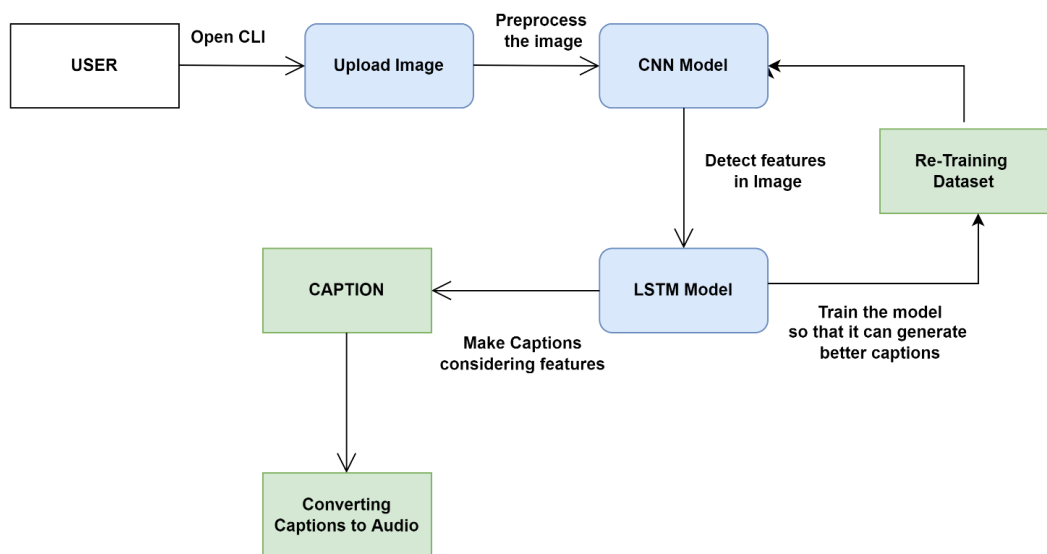 USER
Open CLI
Upload Image
Preprocess
the image
CNN Model
Detect features
in Image
Re-Training
Dataset
LSTM Model
Train the model
so that it can generate
better captions
Make Captions
considering features
CAPTION
Converting
Captions to Audio